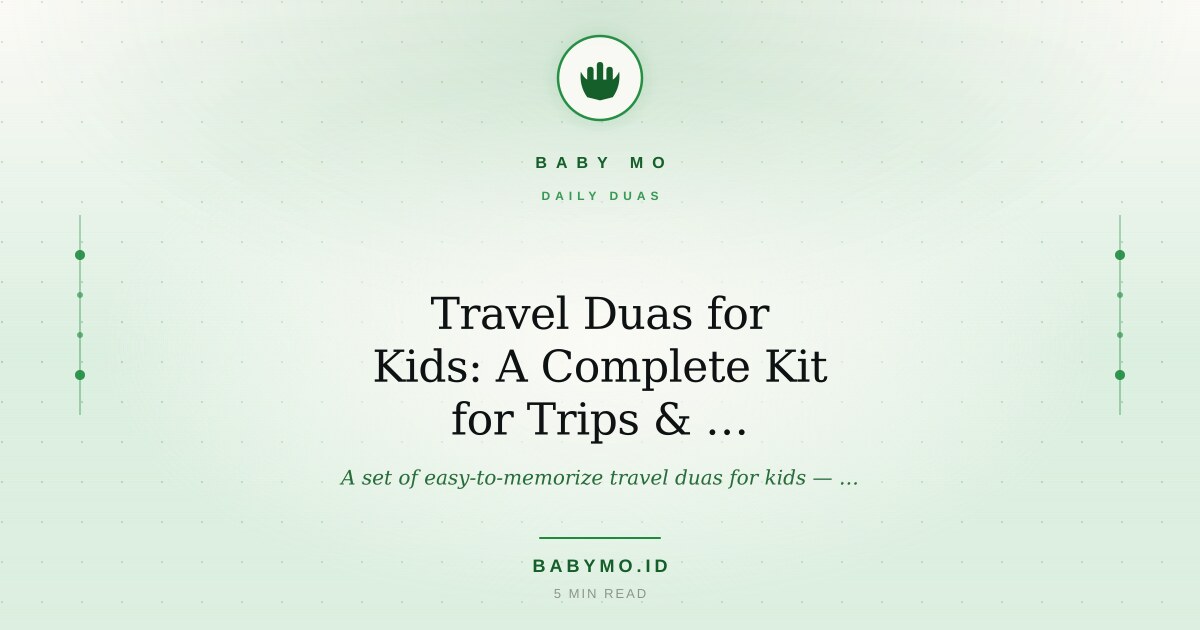 BABY MO
DAILY DUAS
Travel Duas for
Kids: A Complete Kit
for Trips & ...
A set of easy-to-memorize travel duas for kids — ...
BABYMO.ID
5 MIN READ